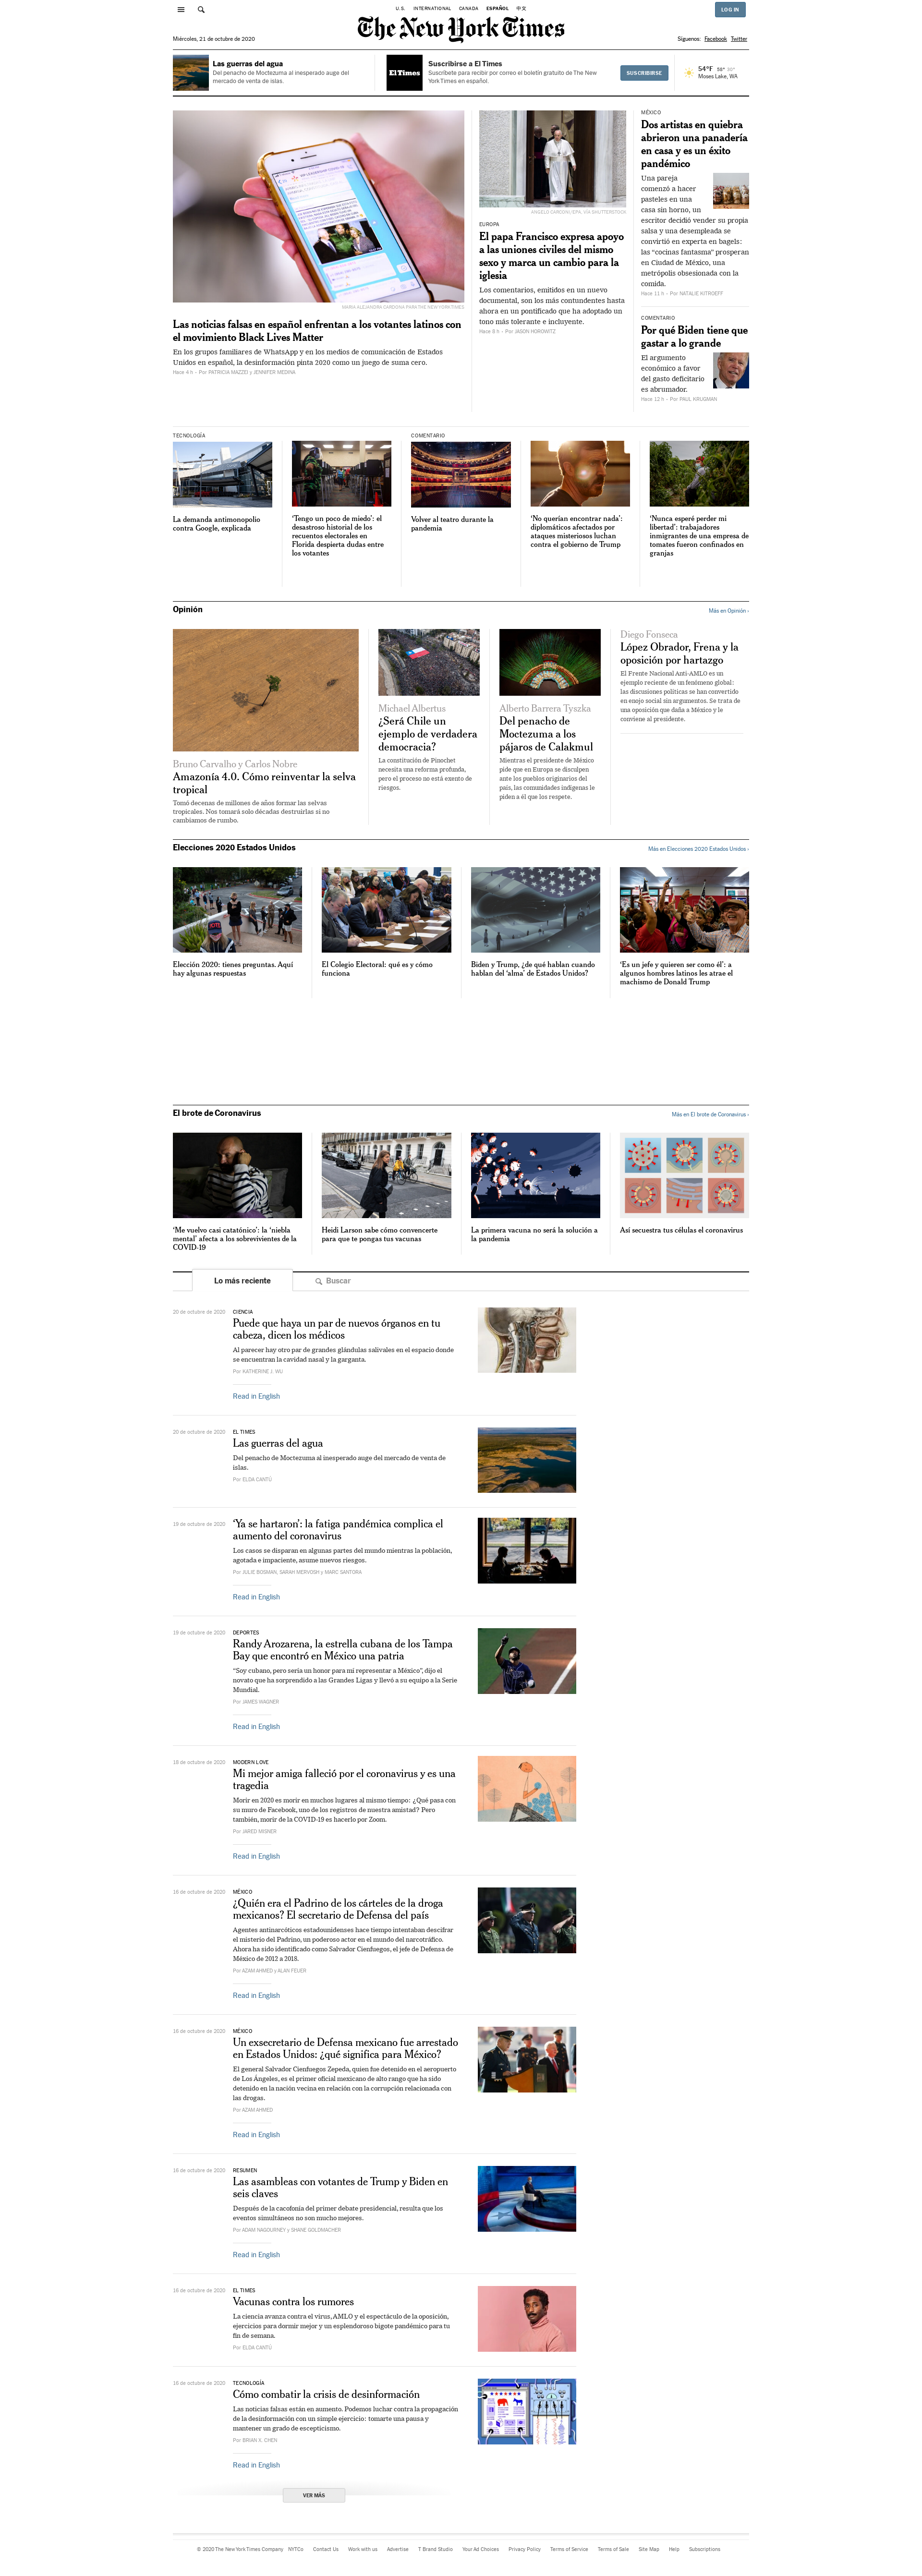 U.S.
INTERNATIONAL
CANADA
ESPAÑOL
中文
LOG IN
The New York Times
Miércoles, 21 de octubre de 2020
Síguenos: Facebook Twitter
Las guerras del agua
Del penacho de Moctezuma al inesperado auge del
mercado de venta de islas.
El Times
Suscribirse a El Times
Suscríbete para recibir por correo el boletín gratuito de The New
York Times en español.
SUSCRIBIRSE
54°F
Moses Lake, WA
MARIA ALEJANDRA CARDONA PARA THE NEW YORK TIMES
Las noticias falsas en español enfrentan a los votantes latinos con
el movimiento Black Lives Matter
En los grupos familiares de WhatsApp y en los medios de comunicación de Estados
Unidos en español, la desinformación pinta 2020 como un juego de suma cero.
Hace 4 h - Por PATRICIA MAZZEI y JENNIFER MEDINA
EUROPA
El papa Francisco expresa apoyo
a las uniones civiles del mismo
sexo y marca un cambio para la
iglesia
Los comentarios, emitidos en un nuevo
documental, son los más contundentes hasta
ahora en un pontificado que ha adoptado un
tono más tolerante e incluyente.
Hace 8 h - Por JASON HOROWITZ
MÉXICO
Dos artistas en quiebra
abrieron una panadería
en casa y es un éxito
pandémico
Una pareja
comenzó a hacer
pasteles en una
casa sin horno, un
escritor decidió vender su propia
salsa y una desempleada se
convirtió en experta en bagels:
las “cocinas fantasma” prosperan
en Ciudad de México, una
metrópolis obsesionada con la
comida.
Hace 11 h - Por NATALIE KITROEFF
COMENTARIO
Por qué Biden tiene que
gastar a lo grande
El argumento
económico a favor
del gasto deficitario
es abrumador.
Hace 12 h - Por PAUL KRUGMAN
TECNOLOGÍA
La demanda antimonopolio
contra Google, explicada
‘Tengo un poco de miedo’: el
desastroso historial de los
recuentos electorales en
Florida despierta dudas entre
los votantes
COMENTARIO
Volver al teatro durante la
pandemia
‘No querían encontrar nada’:
diplomáticos afectados por
ataques misteriosos luchan
contra el gobierno de Trump
‘Nunca esperé perder mi
libertad’: trabajadores
inmigrantes de una empresa de
tomates fueron confinados en
granjas
Opinión
Más en Opinión ›
Bruno Carvalho y Carlos Nobre
Amazonía 4.0. Cómo reinventar la selva
tropical
Tomó decenas de millones de años formar las selvas
tropicales. Nos tomará solo décadas destruirlas si no
cambiamos de rumbo.
Michael Albertus
¿Será Chile un
ejemplo de verdadera
democracia?
La constitución de Pinochet
necesita una reforma profunda,
pero el proceso no está exento de
riesgos.
Alberto Barrera Tyszka
Del penacho de
Moctezuma a los
pájaros de Calakmul
Mientras el presidente de México
pide que en Europa se disculpen
ante los pueblos originarios del
país, las comunidades indígenas le
piden a él que los respete.
Diego Fonseca
López Obrador, Frena y la
oposición por hartazgo
El Frente Nacional Anti-AMLO es un
ejemplo reciente de un fenómeno global:
las discusiones políticas se han convertido
en enojo social sin argumentos. Se trata de
una oposición que daña a México y le
conviene al presidente.
Elecciones 2020 Estados Unidos
Más en Elecciones 2020 Estados Unidos ›
Elección 2020: tienes preguntas. Aquí
hay algunas respuestas
El Colegio Electoral: qué es y cómo
funciona
Biden y Trump, ¿de qué hablan cuando
hablan del ‘alma’ de Estados Unidos?
‘Es un jefe y quieren ser como él’: a
algunos hombres latinos les atrae el
machismo de Donald Trump
El brote de Coronavirus
Más en El brote de Coronavirus ›
‘Me vuelvo casi catatónico’: la ‘niebla
mental’ afecta a los sobrevivientes de la
COVID-19
Heidi Larson sabe cómo convencerte
para que te pongas tus vacunas
La primera vacuna no será la solución a
la pandemia
Así secuestra tus células el coronavirus
Lo más reciente
Buscar
20 de octubre de 2020
CIENCIA
Puede que haya un par de nuevos órganos en tu
cabeza, dicen los médicos
Al parecer hay otro par de grandes glándulas salivales en el espacio donde
se encuentran la cavidad nasal y la garganta.
Por KATHERINE J. WU
Read in English
20 de octubre de 2020
EL TIMES
Las guerras del agua
Del penacho de Moctezuma al inesperado auge del mercado de venta de
islas.
Por ELDA CANTÚ
19 de octubre de 2020
‘Ya se hartaron’: la fatiga pandémica complica el
aumento del coronavirus
Los casos se disparan en algunas partes del mundo mientras la población,
agotada e impaciente, asume nuevos riesgos.
Por JULIE BOSMAN, SARAH MERVOSH y MARC SANTORA
Read in English
19 de octubre de 2020
DEPORTES
Randy Arozarena, la estrella cubana de los Tampa
Bay que encontró en México una patria
“Soy cubano, pero sería un honor para mí representar a México”, dijo el
novato que ha sorprendido a las Grandes Ligas y llevó a su equipo a la Serie
Mundial.
Por JAMES WAGNER
Read in English
18 de octubre de 2020
MODERN LOVE
Mi mejor amiga falleció por el coronavirus y es una
tragedia
Morir en 2020 es morir en muchos lugares al mismo tiempo: ¿Qué pasa con
su muro de Facebook, uno de los registros de nuestra amistad? Pero
también, morir de la COVID-19 es hacerlo por Zoom.
Por JARED MISNER
Read in English
16 de octubre de 2020
MÉXICO
¿Quién era el Padrino de los cárteles de la droga
mexicanos? El secretario de Defensa del país
Agentes antinarcóticos estadounidenses hace tiempo intentaban descifrar
el misterio del Padrino, un poderoso actor en el mundo del narcotráfico.
Ahora ha sido identificado como Salvador Cienfuegos, el jefe de Defensa de
México de 2012 a 2018.
Por AZAM AHMED y ALAN FEUER
Read in English
16 de octubre de 2020
MÉXICO
Un exsecretario de Defensa mexicano fue arrestado
en Estados Unidos: ¿qué significa para México?
El general Salvador Cienfuegos Zepeda, quien fue detenido en el aeropuerto
de Los Ángeles, es el primer oficial mexicano de alto rango que ha sido
detenido en la nación vecina en relación con la corrupción relacionada con
las drogas.
Por AZAM AHMED
Read in English
16 de octubre de 2020
RESUMEN
Las asambleas con votantes de Trump y Biden en
seis claves
Después de la cacofonía del primer debate presidencial, resulta que los
eventos simultáneos no son mucho mejores.
Por ADAM NAGOURNEY y SHANE GOLDMACHER
Read in English
16 de octubre de 2020
EL TIMES
Vacunas contra los rumores
La ciencia avanza contra el virus, AMLO y el espectáculo de la oposición,
ejercicios para dormir mejor y un esplendoroso bigote pandémico para tu
fin de semana.
Por ELDA CANTÚ
16 de octubre de 2020
TECNOLOGÍA
Cómo combatir la crisis de desinformación
Las noticias falsas están en aumento. Podemos luchar contra la propagación
de la desinformación con un simple ejercicio: tomarte una pausa y
mantener un grado de escepticismo.
Por BRIAN X. CHEN
Read in English
VER MÁS
© 2020 The New York Times Company NYTCo Contact Us Work with us Advertise T Brand Studio Your Ad Choices Privacy Policy Terms of Service Terms of Sale Site Map Help Subscriptions